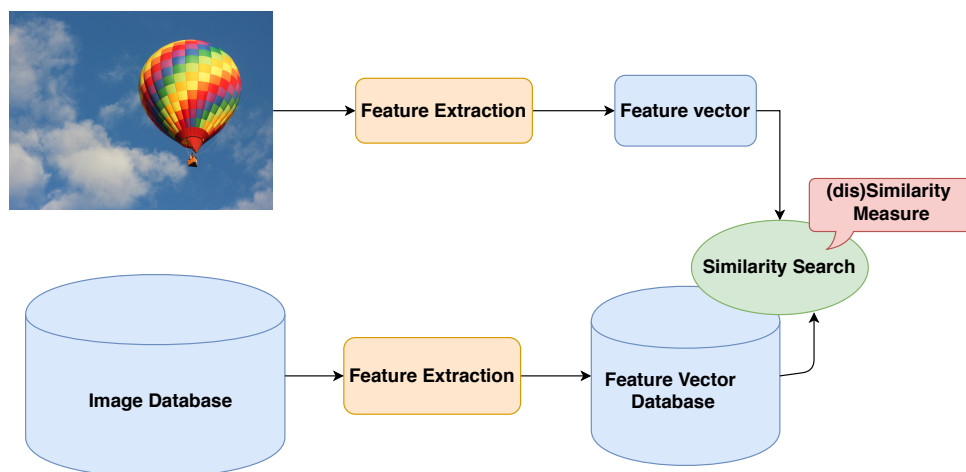 Feature Extraction
Feature vector
(dis)Similarity
Measure
Similarity Search
Image Database
Feature Extraction
Feature Vector
Database